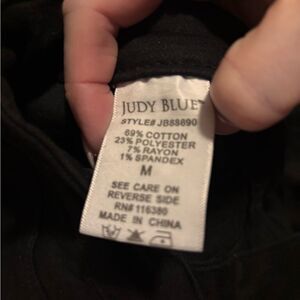 JUDY BLUE
STYLE# JB88690
69% COTTON
23% POLYESTER
7% RAYON
1% SPANDEX
M
SEE CARE ON
REVERSE SIDE
RN# 116380
MADE IN CHINA